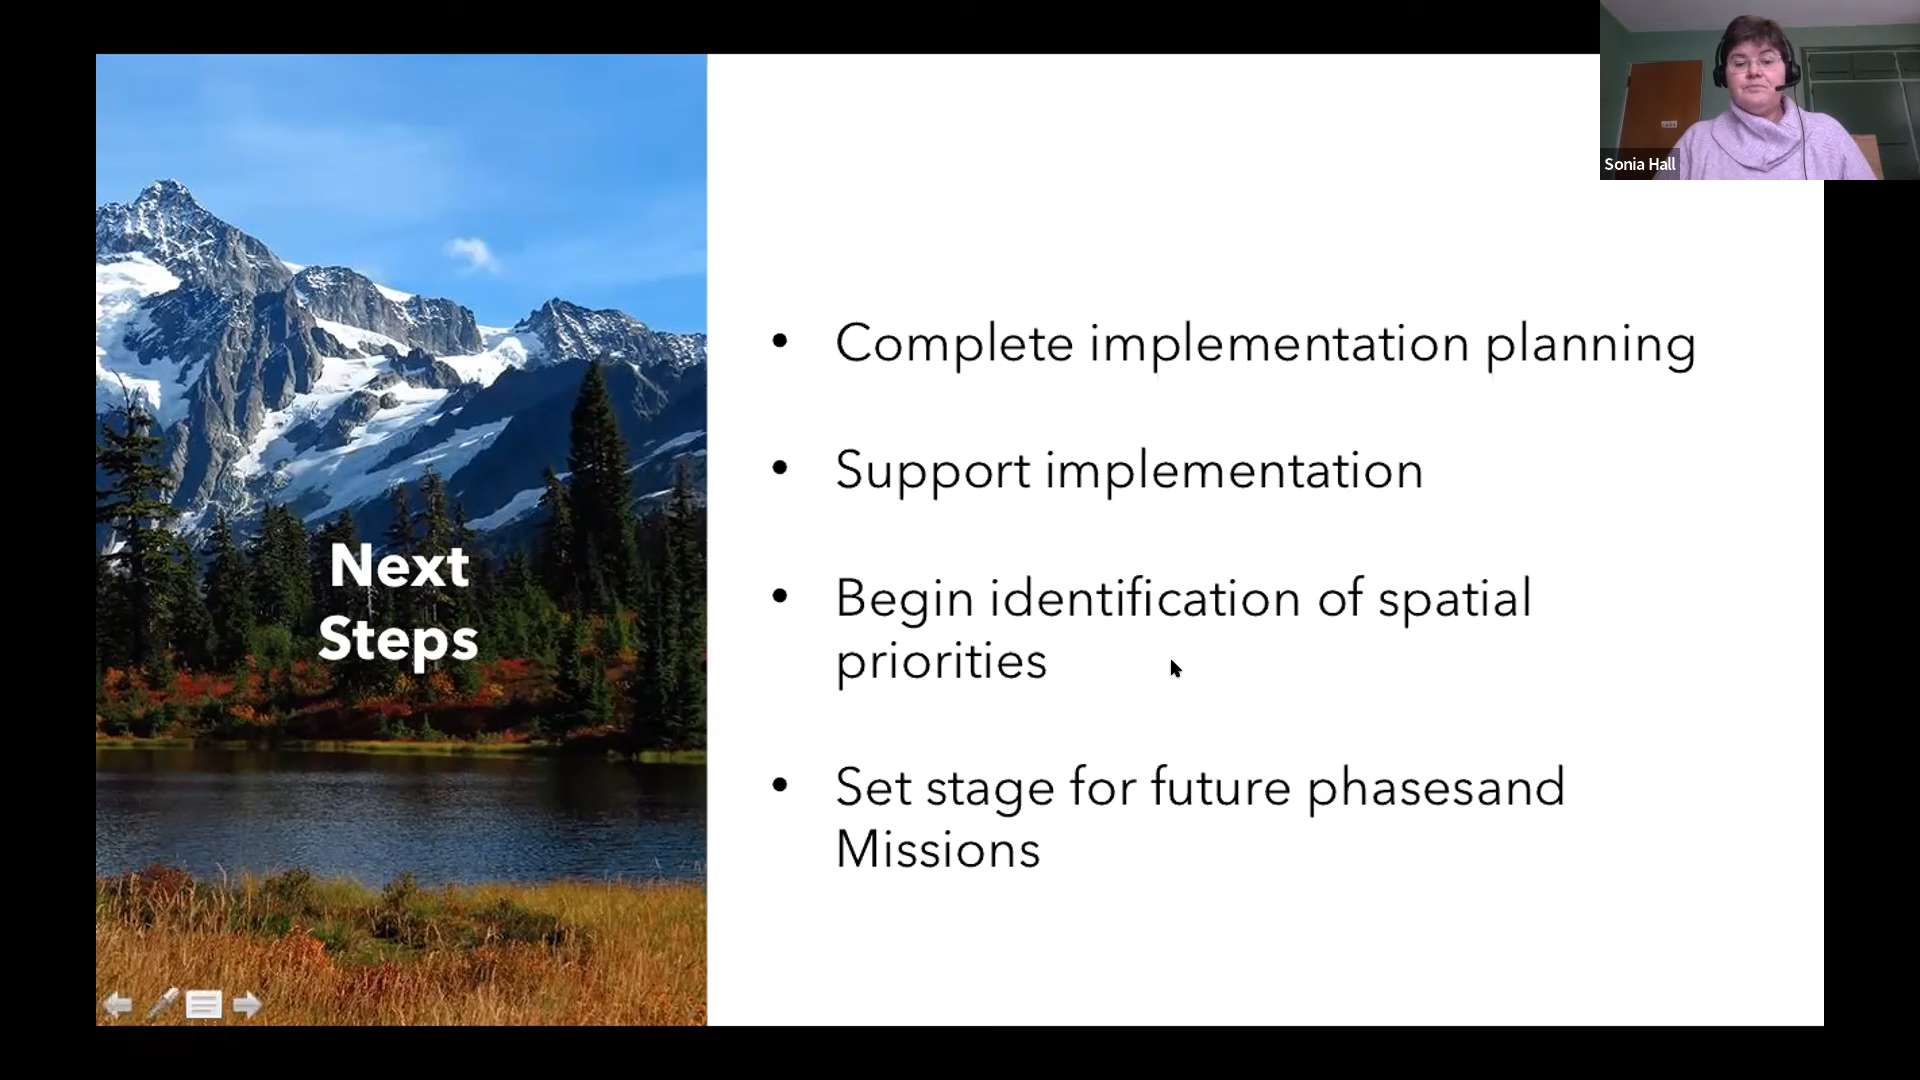 Sonia Hall
Next
Steps
• Complete implementation planning
• Support implementation
• Begin identification of spatial
priorities
• Set stage for future phasesand
Missions